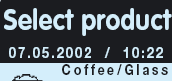 Select product
07.05.2002 / 10:22
Coffee/Glass